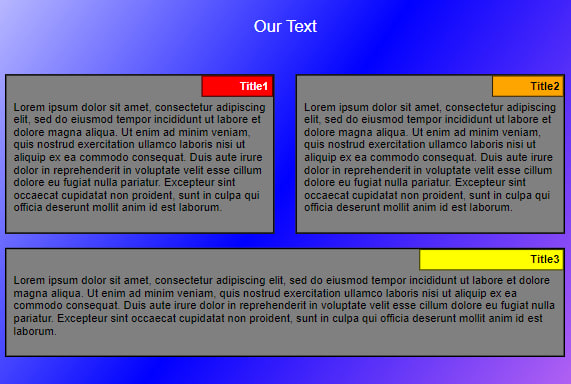 Our Text
Title1
Lorem ipsum dolor sit amet, consectetur adipiscing
elit, sed do eiusmod tempor incididunt ut labore et
dolore magna aliqua. Ut enim ad minim veniam,
quis nostrud exercitation ullamco laboris nisi ut
aliquip ex ea commodo consequat. Duis aute irure
dolor in reprehenderit in voluptate velit esse cillum
dolore eu fugiat nulla pariatur. Excepteur sint
occaecat cupidatat non proident, sunt in culpa qui
officia deserunt mollit anim id est laborum.
Title2
Lorem ipsum dolor sit amet, consectetur adipiscing
elit, sed do eiusmod tempor incididunt ut labore et
dolore magna aliqua. Ut enim ad minim veniam,
quis nostrud exercitation ullamco laboris nisi ut
aliquip ex ea commodo consequat. Duis aute irure
dolor in reprehenderit in voluptate velit esse cillum
dolore eu fugiat nulla pariatur. Excepteur sint
occaecat cupidatat non proident, sunt in culpa qui
officia deserunt mollit anim id est laborum.
Title3
Lorem ipsum dolor sit amet, consectetur adipiscing elit, sed do eiusmod tempor incididunt ut labore et dolore
magna aliqua. Ut enim ad minim veniam, quis nostrud exercitation ullamco laboris nisi ut aliquip ex ea
commodo consequat. Duis aute irure dolor in reprehenderit in voluptate velit esse cillum dolore eu fugiat nulla
pariatur. Excepteur sint occaecat cupidatat non proident, sunt in culpa qui officia deserunt mollit anim id est
laborum.